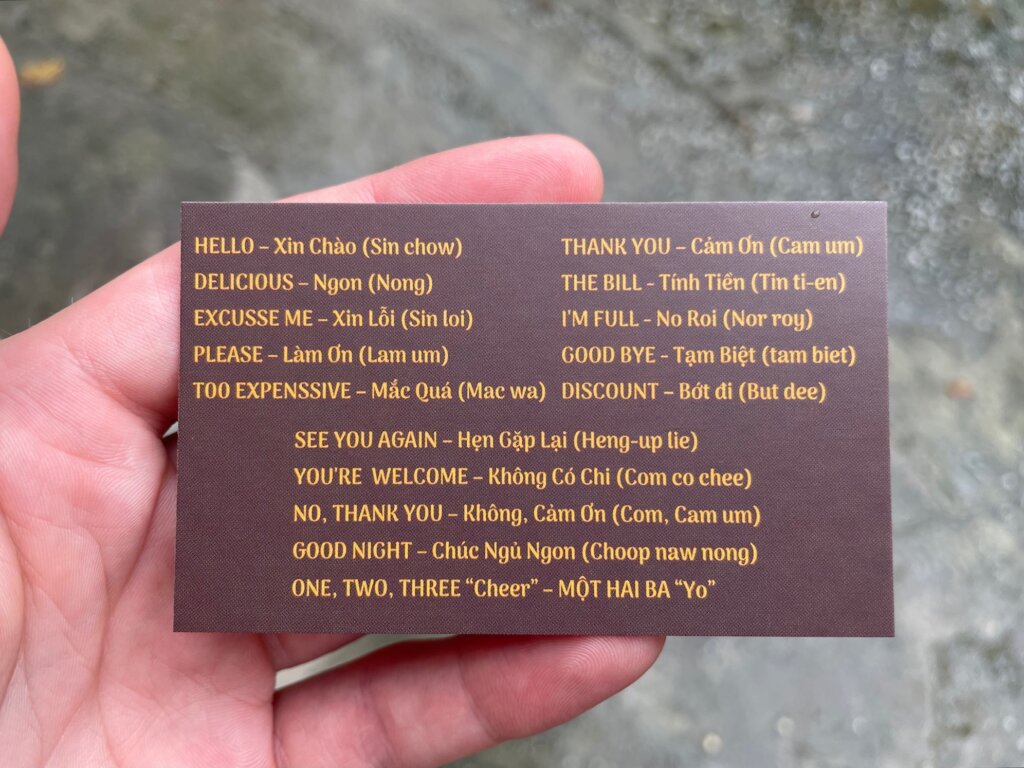 HELLO – Xin Chào (Sin chow)
DELICIOUS – Ngon (Nong)
EXCUSSE ME – Xin Lỗi (Sin loi)
PLEASE – Làm Ơn (Lam um)
TOO EXPENSSIVE – Mắc Quá (Mac wa)
THANK YOU – Cảm Ơn (Cam um)
THE BILL - Tính Tiền (Tin ti-en)
I'M FULL - No Roi (Nor roy)
GOOD BYE - Tạm Biệt (tam biet)
DISCOUNT – Bớt đi (But dee)
SEE YOU AGAIN – Hẹn Gặp Lại (Heng-up lie)
YOU'RE WELCOME – Không Có Chi (Com co chee)
NO, THANK YOU – Không, Cảm Ơn (Com, Cam um)
GOOD NIGHT – Chúc Ngủ Ngon (Choop naw nong)
ONE, TWO, THREE “Cheer” – MỘT HAI BA “Yo”